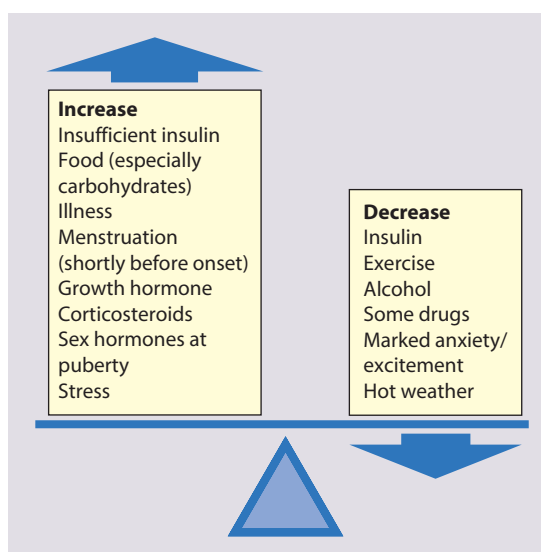 Increase
Insufficient insulin
Food (especially
carbohydrates)
Illness
Menstruation
(shortly before onset)
Growth hormone
Corticosteroids
Sex hormones at
puberty
Stress
Decrease
Insulin
Exercise
Alcohol
Some drugs
Marked anxiety/
excitement
Hot weather